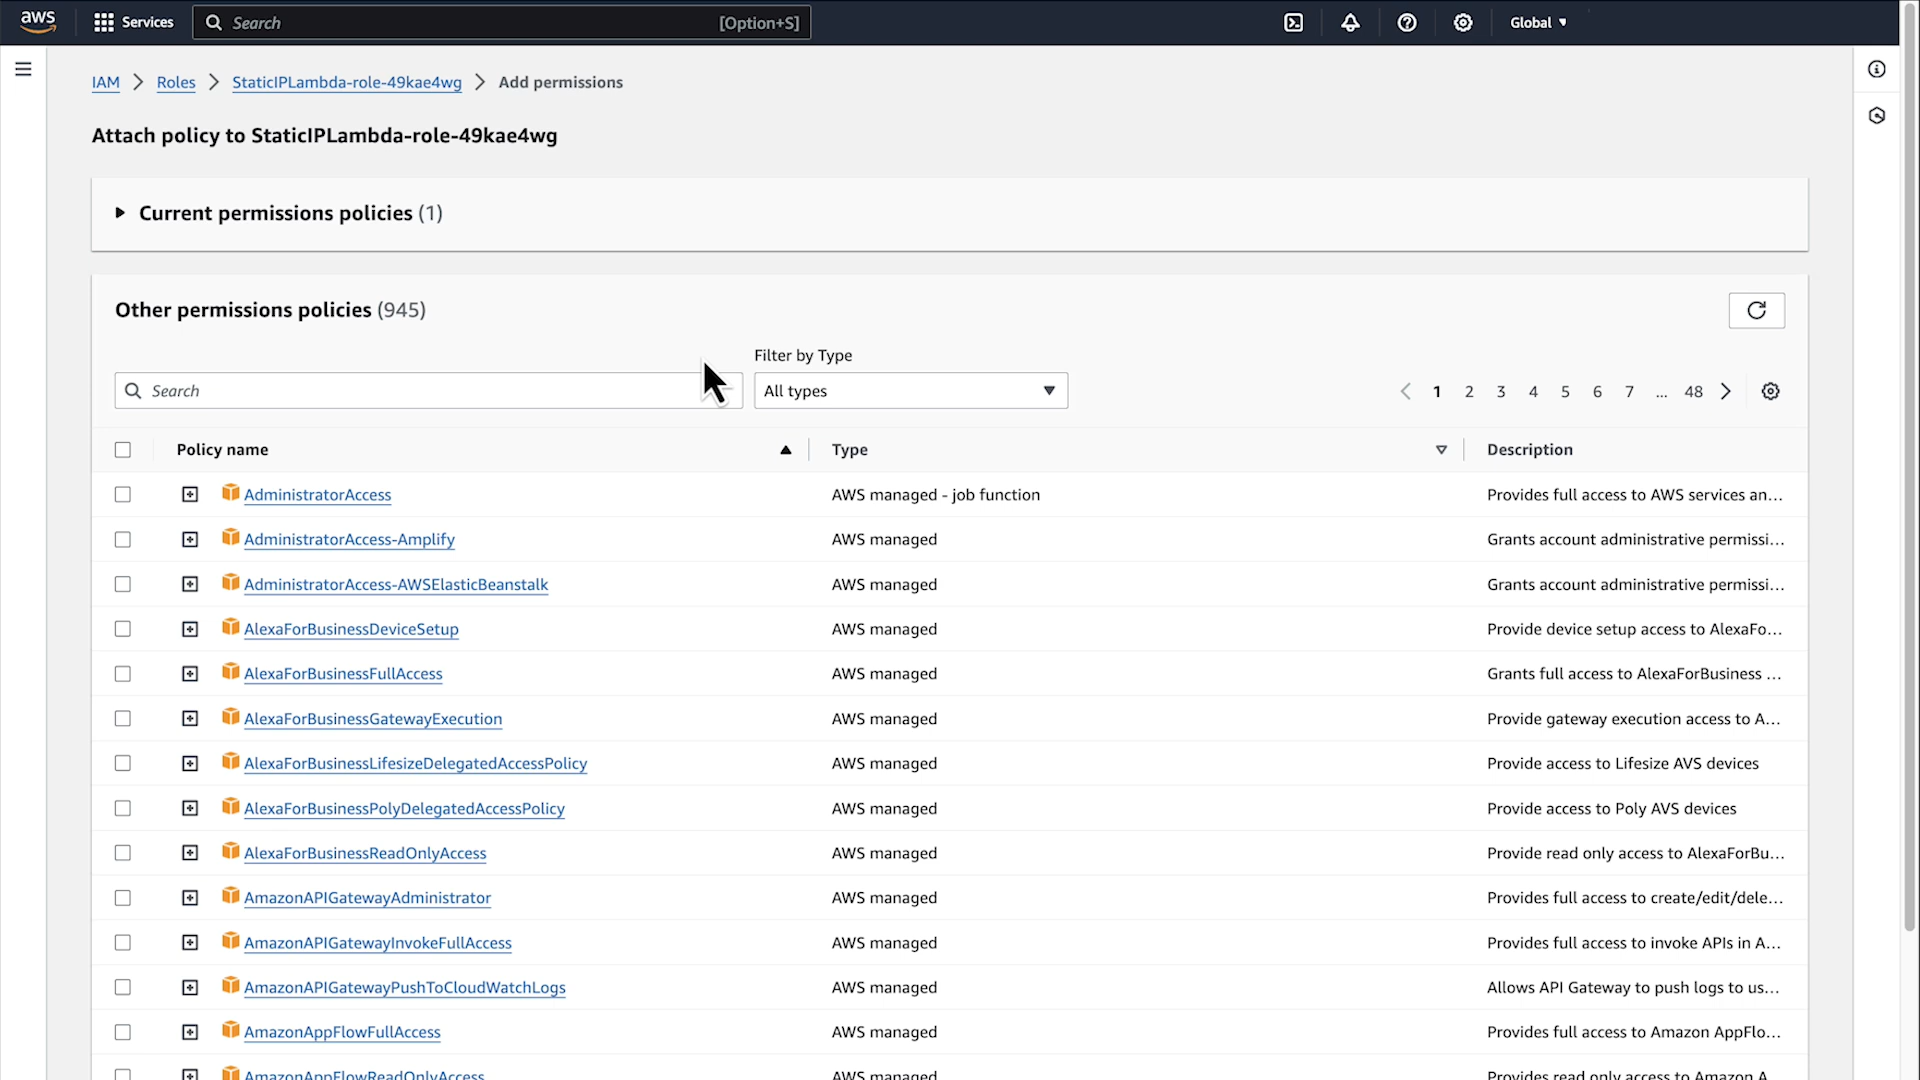 aws
Services
Search
[Option+S]
Global
IAM
Roles
StaticIPLambda-role-49kae4wg
Add permissions
Attach policy to StaticIPLambda-role-49kae4wg
Current permissions policies (1)
Other permissions policies (945)
Filter by Type
Search
All types
1 2 3 4 5 6 7 ... 48
Policy name Type Description
AdministratorAccess AWS managed - job function Provides full access to AWS services an...
AdministratorAccess-Amplify AWS managed Grants account administrative permissi...
AdministratorAccess-AWSElasticBeanstalk AWS managed Grants account administrative permissi...
AlexaForBusinessDeviceSetup AWS managed Provide device setup access to AlexaFo...
AlexaForBusinessFullAccess AWS managed Grants full access to AlexaForBusiness ...
AlexaForBusinessGatewayExecution AWS managed Provide gateway execution access to A...
AlexaForBusinessLifesizeDelegatedAccessPolicy AWS managed Provide access to Lifesize AVS devices
AlexaForBusinessPolyDelegatedAccessPolicy AWS managed Provide access to Poly AVS devices
AlexaForBusinessReadOnlyAccess AWS managed Provide read only access to AlexaForBu...
AmazonAPIGatewayAdministrator AWS managed Provides full access to create/edit/dele...
AmazonAPIGatewayInvokeFullAccess AWS managed Provides full access to invoke APIs in A...
AmazonAPIGatewayPushToCloudWatchLogs AWS managed Allows API Gateway to push logs to us...
AmazonAppFlowFullAccess AWS managed Provides full access to Amazon AppFlo...
AmazonAppFlowReadOnlyAccess AWS managed Provides read only access to Amazon A...